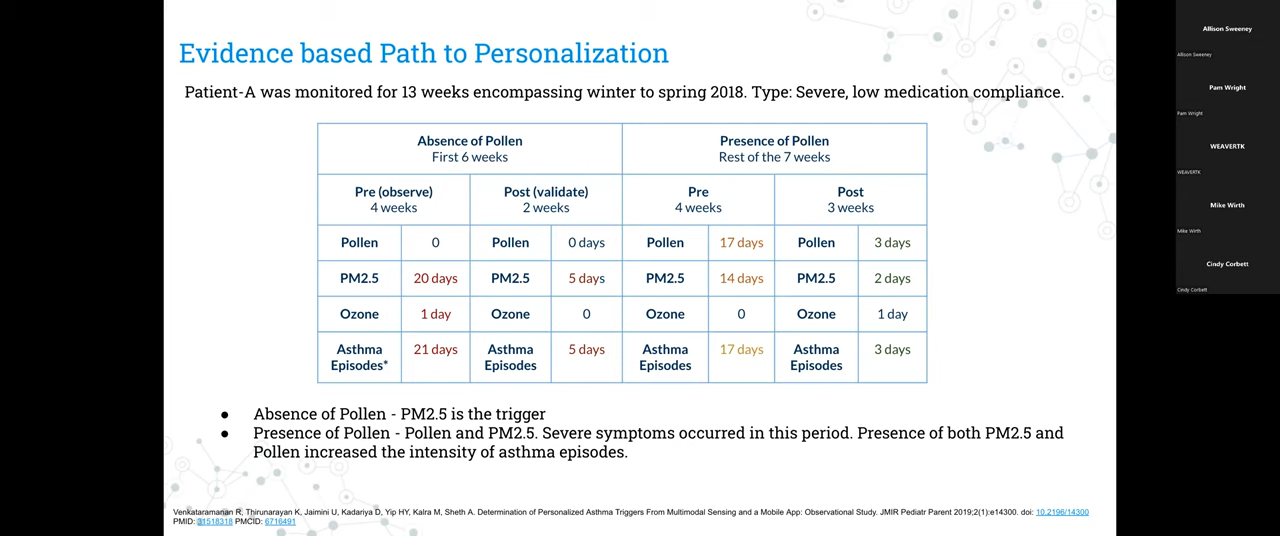 Evidence based Path to Personalization
Patient-A was monitored for 13 weeks encompassing winter to spring 2018. Type: Severe, low medication compliance.
Absence of Pollen
First 6 weeks
Presence of Pollen
Rest of the 7 weeks
Pre (observe)
4 weeks
Post (validate)
2 weeks
Pre
4 weeks
Post
3 weeks
Pollen 0 Pollen 0 days Pollen 17 days Pollen 3 days
PM2.5 20 days PM2.5 5 days PM2.5 14 days PM2.5 2 days
Ozone 1 day Ozone 0 Ozone 0 Ozone 1 day
Asthma Episodes* 21 days Asthma Episodes 5 days Asthma Episodes 17 days Asthma Episodes 3 days
● Absence of Pollen - PM2.5 is the trigger
● Presence of Pollen - Pollen and PM2.5. Severe symptoms occurred in this period. Presence of both PM2.5 and
Pollen increased the intensity of asthma episodes.
Venkataramanan R, Thirunarayan K, Jaimini U, Kadariya D, Yip HY, Kalra M, Sheth A. Determination of Personalized Asthma Triggers From Multimodal Sensing and a Mobile App: Observational Study. JMIR Pediatr Parent 2019;2(1):e14300. doi: 10.2196/14300
PMID: 31518318 PMCID: 6716491
Allison Sweeney
Allison Sweeney
Pam Wright
Pam Wright
WEAVERTK
WEAVERTK
Mike Wirth
Mike Wirth
Cindy Corbett
Cindy Corbett